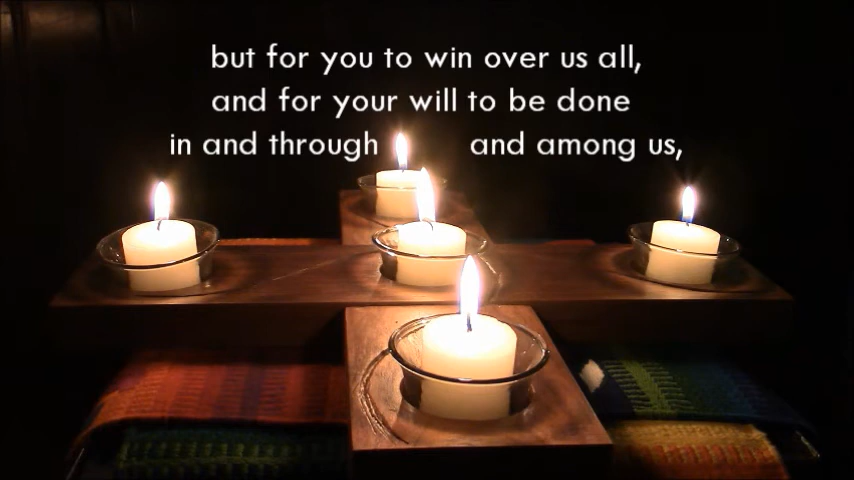 but for you to win over us all,
and for your will to be done
in and through and among us,